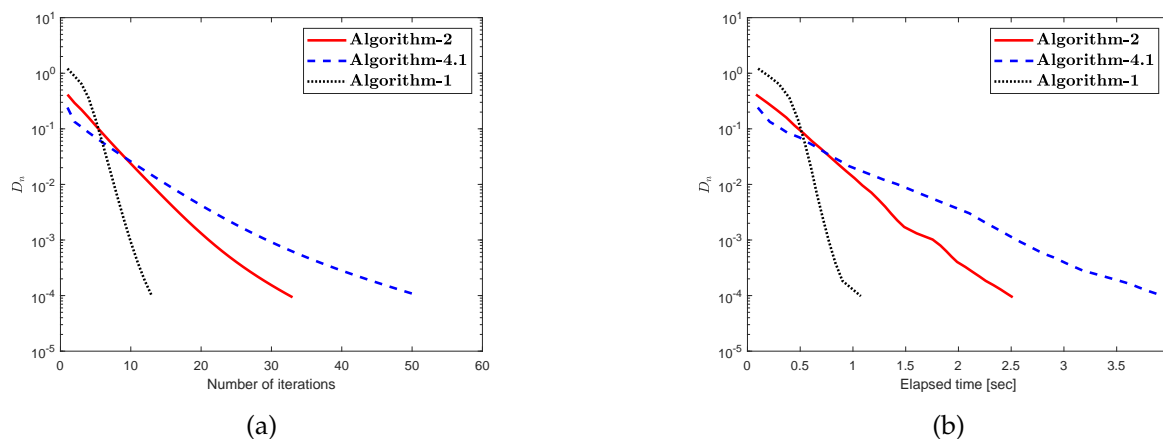 10^1
10^0
10^-1
10^-2
10^-3
10^-4
10^-5
D_n
0 10 20 30 40 50 60
Number of iterations
Algorithm-2
Algorithm-4.1
Algorithm-1
(a)
10^1
10^0
10^-1
10^-2
10^-3
10^-4
10^-5
D_n
0 0.5 1 1.5 2 2.5 3 3.5
Elapsed time [sec]
Algorithm-2
Algorithm-4.1
Algorithm-1
(b)